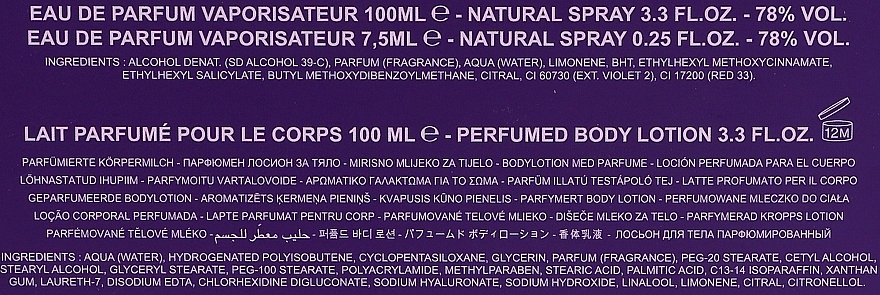 EAU DE PARFUM VAPORISATEUR 100ML ℮ - NATURAL SPRAY 3.3 FL.OZ. - 78% VOL.
EAU DE PARFUM VAPORISATEUR 7,5ML ℮ - NATURAL SPRAY 0.25 FL.OZ. - 78% VOL.
INGREDIENTS : ALCOHOL DENAT. (SD ALCOHOL 39-C), PARFUM (FRAGRANCE), AQUA (WATER), LIMONENE, BHT, ETHYLHEXYL METHOXYCINNAMATE,
ETHYLHEXYL SALICYLATE, BUTYL METHOXYDIBENZOYLMETHANE, CITRAL, CI 60730 (EXT. VIOLET 2), CI 17200 (RED 33).
LAIT PARFUMÉ POUR LE CORPS 100 ML ℮ - PERFUMED BODY LOTION 3.3 FL.OZ. 12M
PARFÜMIERTE KÖRPERMILCH - ПАРФЮМЕН ЛОСИОН ЗА ТЯЛО - MIRISNO MLIJEKO ZA TIJELO - BODYLOTION MED PARFUME - LOCIÓN PERFUMADA PARA EL CUERPO
LÕHNASTATUD IHUPIIM - PARFYMOITU VARTALOVOIDE - ΑΡΩΜΑΤΙΚΟ ΓΑΛΑΚΤΩΜΑ ΓΙΑ ΤΟ ΣΩΜΑ - PARFÜM ILLATÚ TESTÁPOLÓ TEJ - LATTE PROFUMATO PER IL CORPO
GEPARFUMEERDE BODYLOTION - AROMATIZĒTS ĶERMEŅA PIENIŅŠ - KVAPUSIS KŪNO PIENELIS - PARFYMERT BODY LOTION - PERFUMOWANE MLECZKO DO CIAŁA
LOÇÃO CORPORAL PERFUMADA - LAPTE PARFUMAT PENTRU CORP - PARFUMOVANÉ TELOVÉ MLIEKO - DIŠEČE MLEKO ZA TELO - PARFYMERAD KROPPS LOTION
PARFÉMOVANÉ TĚLOVÉ MLÉKO - حليب معطّر للجسم - 퍼퓸드 바디 로션 - パフュームド ボディローション - 香体乳液 - ЛОСЬОН ДЛЯ ТЕЛА ПАРФЮМИРОВАННЫЙ
INGREDIENTS : AQUA (WATER), HYDROGENATED POLYISOBUTENE, CYCLOPENTASILOXANE, GLYCERIN, PARFUM (FRAGRANCE), PEG-20 STEARATE, CETYL ALCOHOL,
STEARYL ALCOHOL, GLYCERYL STEARATE, PEG-100 STEARATE, POLYACRYLAMIDE, METHYLPARABEN, STEARIC ACID, PALMITIC ACID, C13-14 ISOPARAFFIN, XANTHAN
GUM, LAURETH-7, DISODIUM EDTA, CHLORHEXIDINE DIGLUCONATE, SODIUM HYALURONATE, SODIUM HYDROXIDE, LINALOOL, LIMONENE, CITRAL, CITRONELLOL.